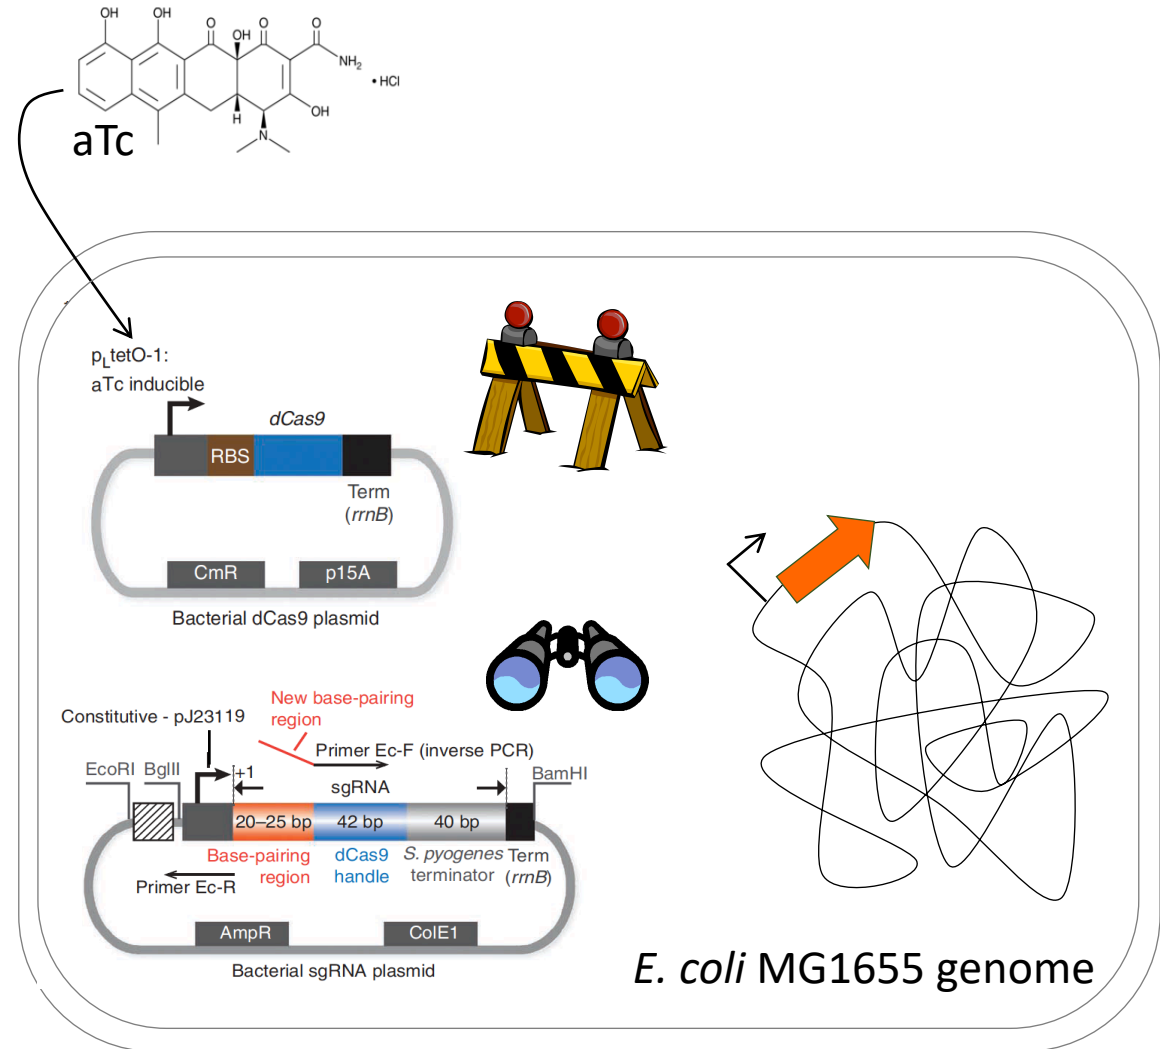 OH
OH
O
OH
O
O
NH2
• HCl
OH
H
N
aTc
pLtetO-1:
aTc inducible
dCas9
RBS
Term
(rrnB)
CmR
p15A
Bacterial dCas9 plasmid
New base-pairing
region
Constitutive - pJ23119
Primer Ec-F (inverse PCR)
EcoRI
BglII
+1
sgRNA
BamHI
20–25 bp
42 bp
40 bp
Base-pairing
region
dCas9
handle
S. pyogenes
terminator
Term
(rrnB)
Primer Ec-R
AmpR
ColE1
Bacterial sgRNA plasmid
E. coli MG1655 genome